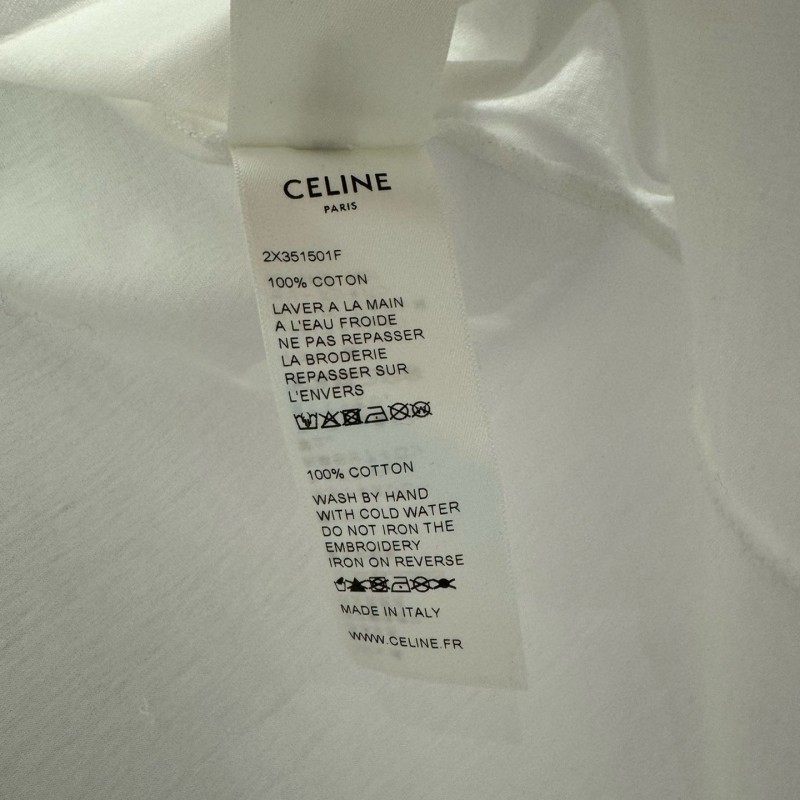 CELINE
PARIS
2X351501F
100% COTON
LAVER A LA MAIN
A L'EAU FROIDE
NE PAS REPASSER
LA BRODERIE
REPASSER SUR
L'ENVERS
100% COTTON
WASH BY HAND
WITH COLD WATER
DO NOT IRON THE
EMBROIDERY
IRON ON REVERSE
MADE IN ITALY
WWW.CELINE.FR